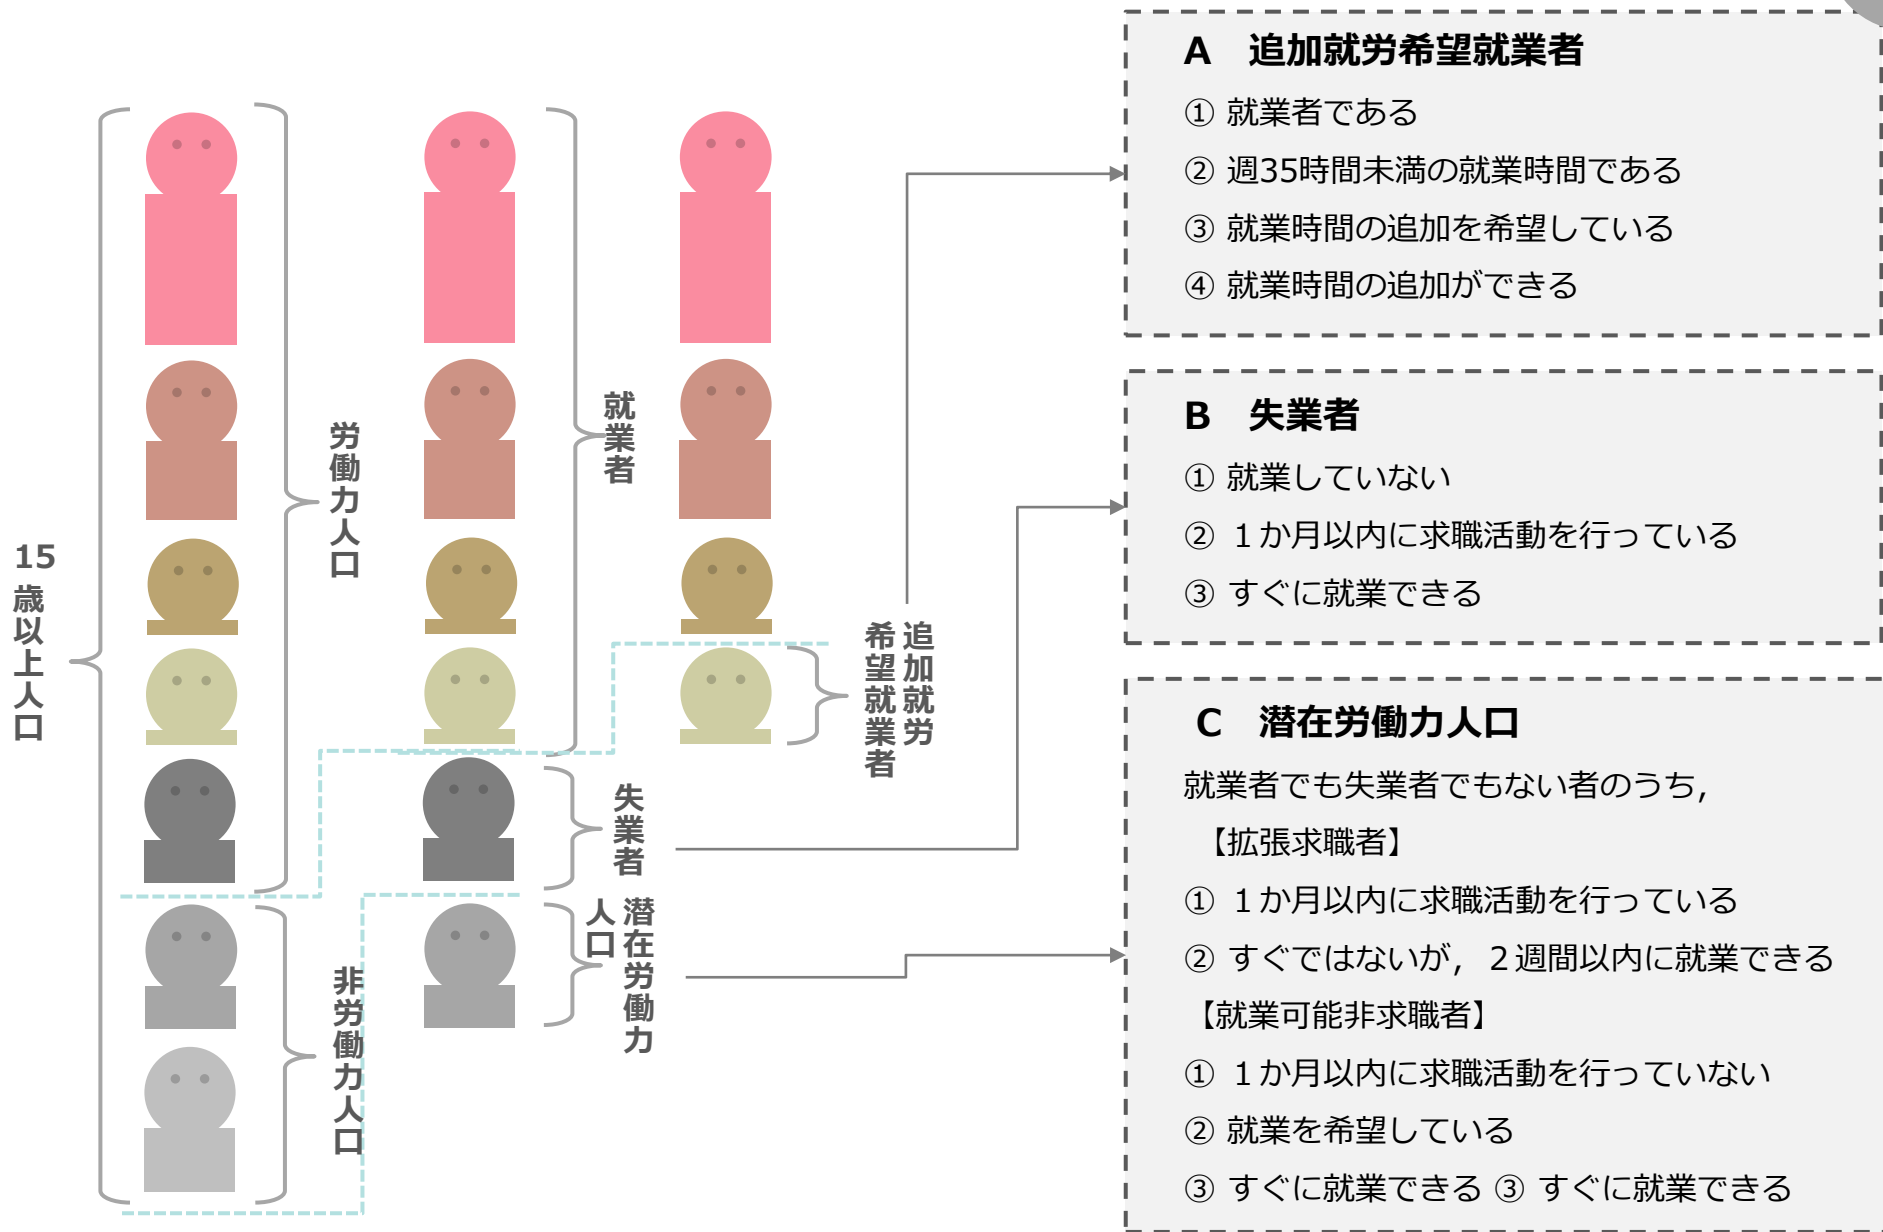 15歳以上人口
労働力人口
非労働力人口
就業者
失業者
潜在労働力
人口
追加就労
希望就業者
A 追加就労希望就業者
① 就業者である
② 週35時間未満の就業時間である
③ 就業時間の追加を希望している
④ 就業時間の追加ができる
B 失業者
① 就業していない
② １か月以内に求職活動を行っている
③ すぐに就業できる
C 潜在労働力人口
就業者でも失業者でもない者のうち，
【拡張求職者】
① １か月以内に求職活動を行っている
② すぐではないが，２週間以内に就業できる
【就業可能非求職者】
① １か月以内に求職活動を行っていない
② 就業を希望している
③ すぐに就業できる ③ すぐに就業できる